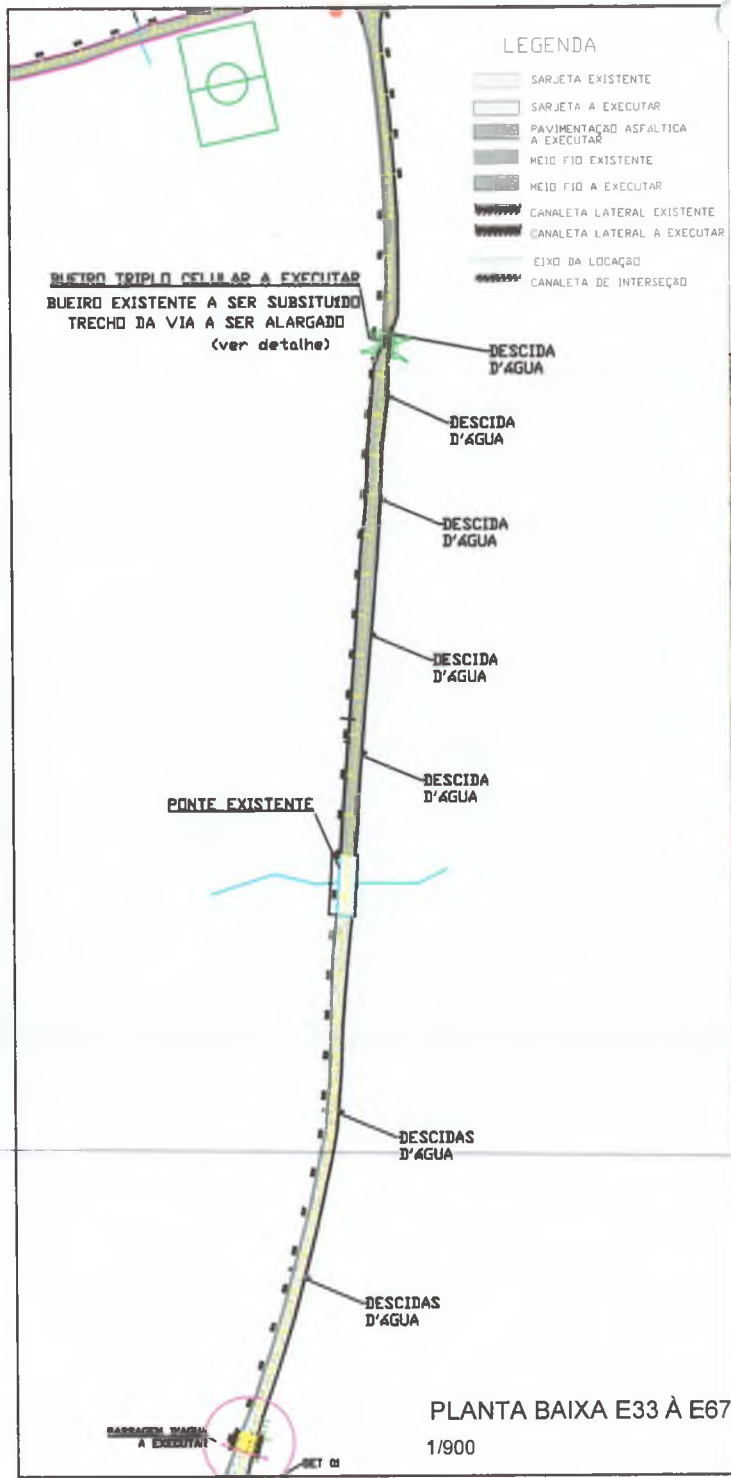 LEGENDA
SARJETA EXISTENTE
SARJETA A EXECUTAR
PAVIMENTAÇÃO ASFÁLTICA
A EXECUTAR
MEIO FIO EXISTENTE
MEIO FIO A EXECUTAR
CANALETA LATERAL EXISTENTE
CANALETA LATERAL A EXECUTAR
EIXO DA LOCAÇÃO
CANALETA DE INTERSEÇÃO
BUEIRO TRIPLO CELULAR A EXECUTAR
BUEIRO EXISTENTE A SER SUBSITUIDO
TRECHO DA VIA A SER ALARGADO
(ver detalhe)
DESCIDA
D'ÁGUA
DESCIDA
D'ÁGUA
DESCIDA
D'ÁGUA
DESCIDA
D'ÁGUA
DESCIDA
D'ÁGUA
PONTE EXISTENTE
DESCIDAS
D'ÁGUA
DESCIDAS
D'ÁGUA
A EXECUTAR
PLANTA BAIXA E33 À E67
1/900